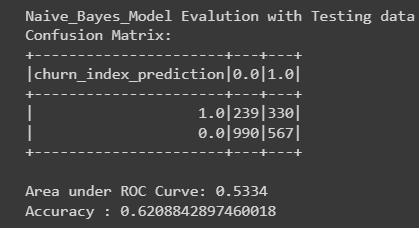 Naive_Bayes_Model Evalution with Testing data
Confusion Matrix:
+----------------------+---+---+
|churn_index_prediction|0.0|1.0|
+----------------------+---+---+
|                   1.0|239|330|
|                   0.0|990|567|
+----------------------+---+---+
Area under ROC Curve: 0.5334
Accuracy : 0.6208842897460018